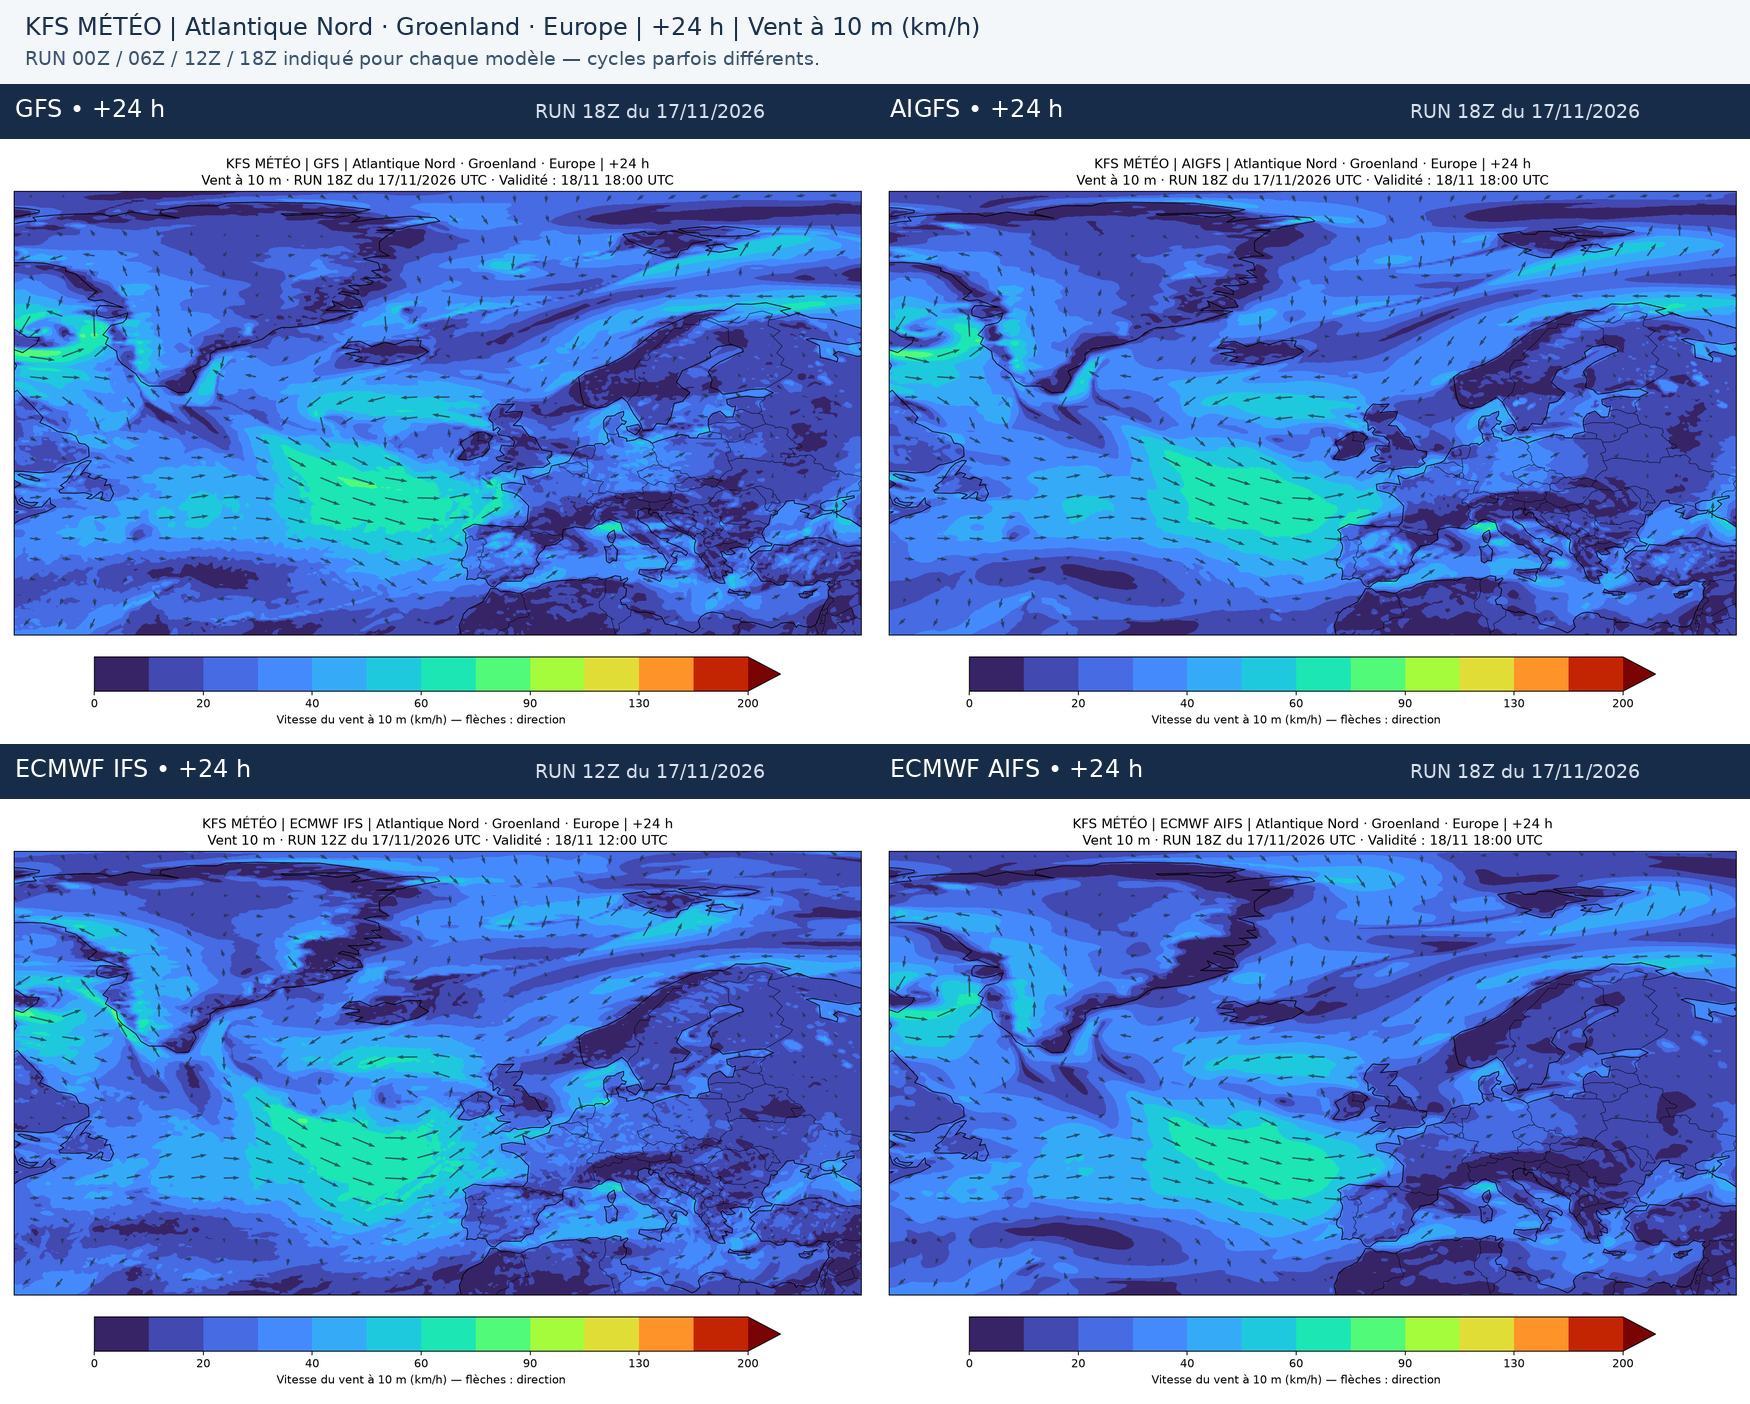 KFS MÉTÉO | Atlantique Nord · Groenland · Europe | +24 h | Vent à 10 m (km/h)
RUN 00Z / 06Z / 12Z / 18Z indiqué pour chaque modèle — cycles parfois différents.
GFS • +24 h
RUN 18Z du 17/11/2026
KFS MÉTÉO | GFS | Atlantique Nord · Groenland · Europe | +24 h
Vent à 10 m · RUN 18Z du 17/11/2026 UTC · Validité : 18/11 18:00 UTC
0 20 40 60 90 130 200
Vitesse du vent à 10 m (km/h) — flèches : direction
AIGFS • +24 h
RUN 18Z du 17/11/2026
KFS MÉTÉO | AIGFS | Atlantique Nord · Groenland · Europe | +24 h
Vent à 10 m · RUN 18Z du 17/11/2026 UTC · Validité : 18/11 18:00 UTC
0 20 40 60 90 130 200
Vitesse du vent à 10 m (km/h) — flèches : direction
ECMWF IFS • +24 h
RUN 12Z du 17/11/2026
KFS MÉTÉO | ECMWF IFS | Atlantique Nord · Groenland · Europe | +24 h
Vent 10 m · RUN 12Z du 17/11/2026 UTC · Validité : 18/11 12:00 UTC
0 20 40 60 90 130 200
Vitesse du vent à 10 m (km/h) — flèches : direction
ECMWF AIFS • +24 h
RUN 18Z du 17/11/2026
KFS MÉTÉO | ECMWF AIFS | Atlantique Nord · Groenland · Europe | +24 h
Vent 10 m · RUN 18Z du 17/11/2026 UTC · Validité : 18/11 18:00 UTC
0 20 40 60 90 130 200
Vitesse du vent à 10 m (km/h) — flèches : direction